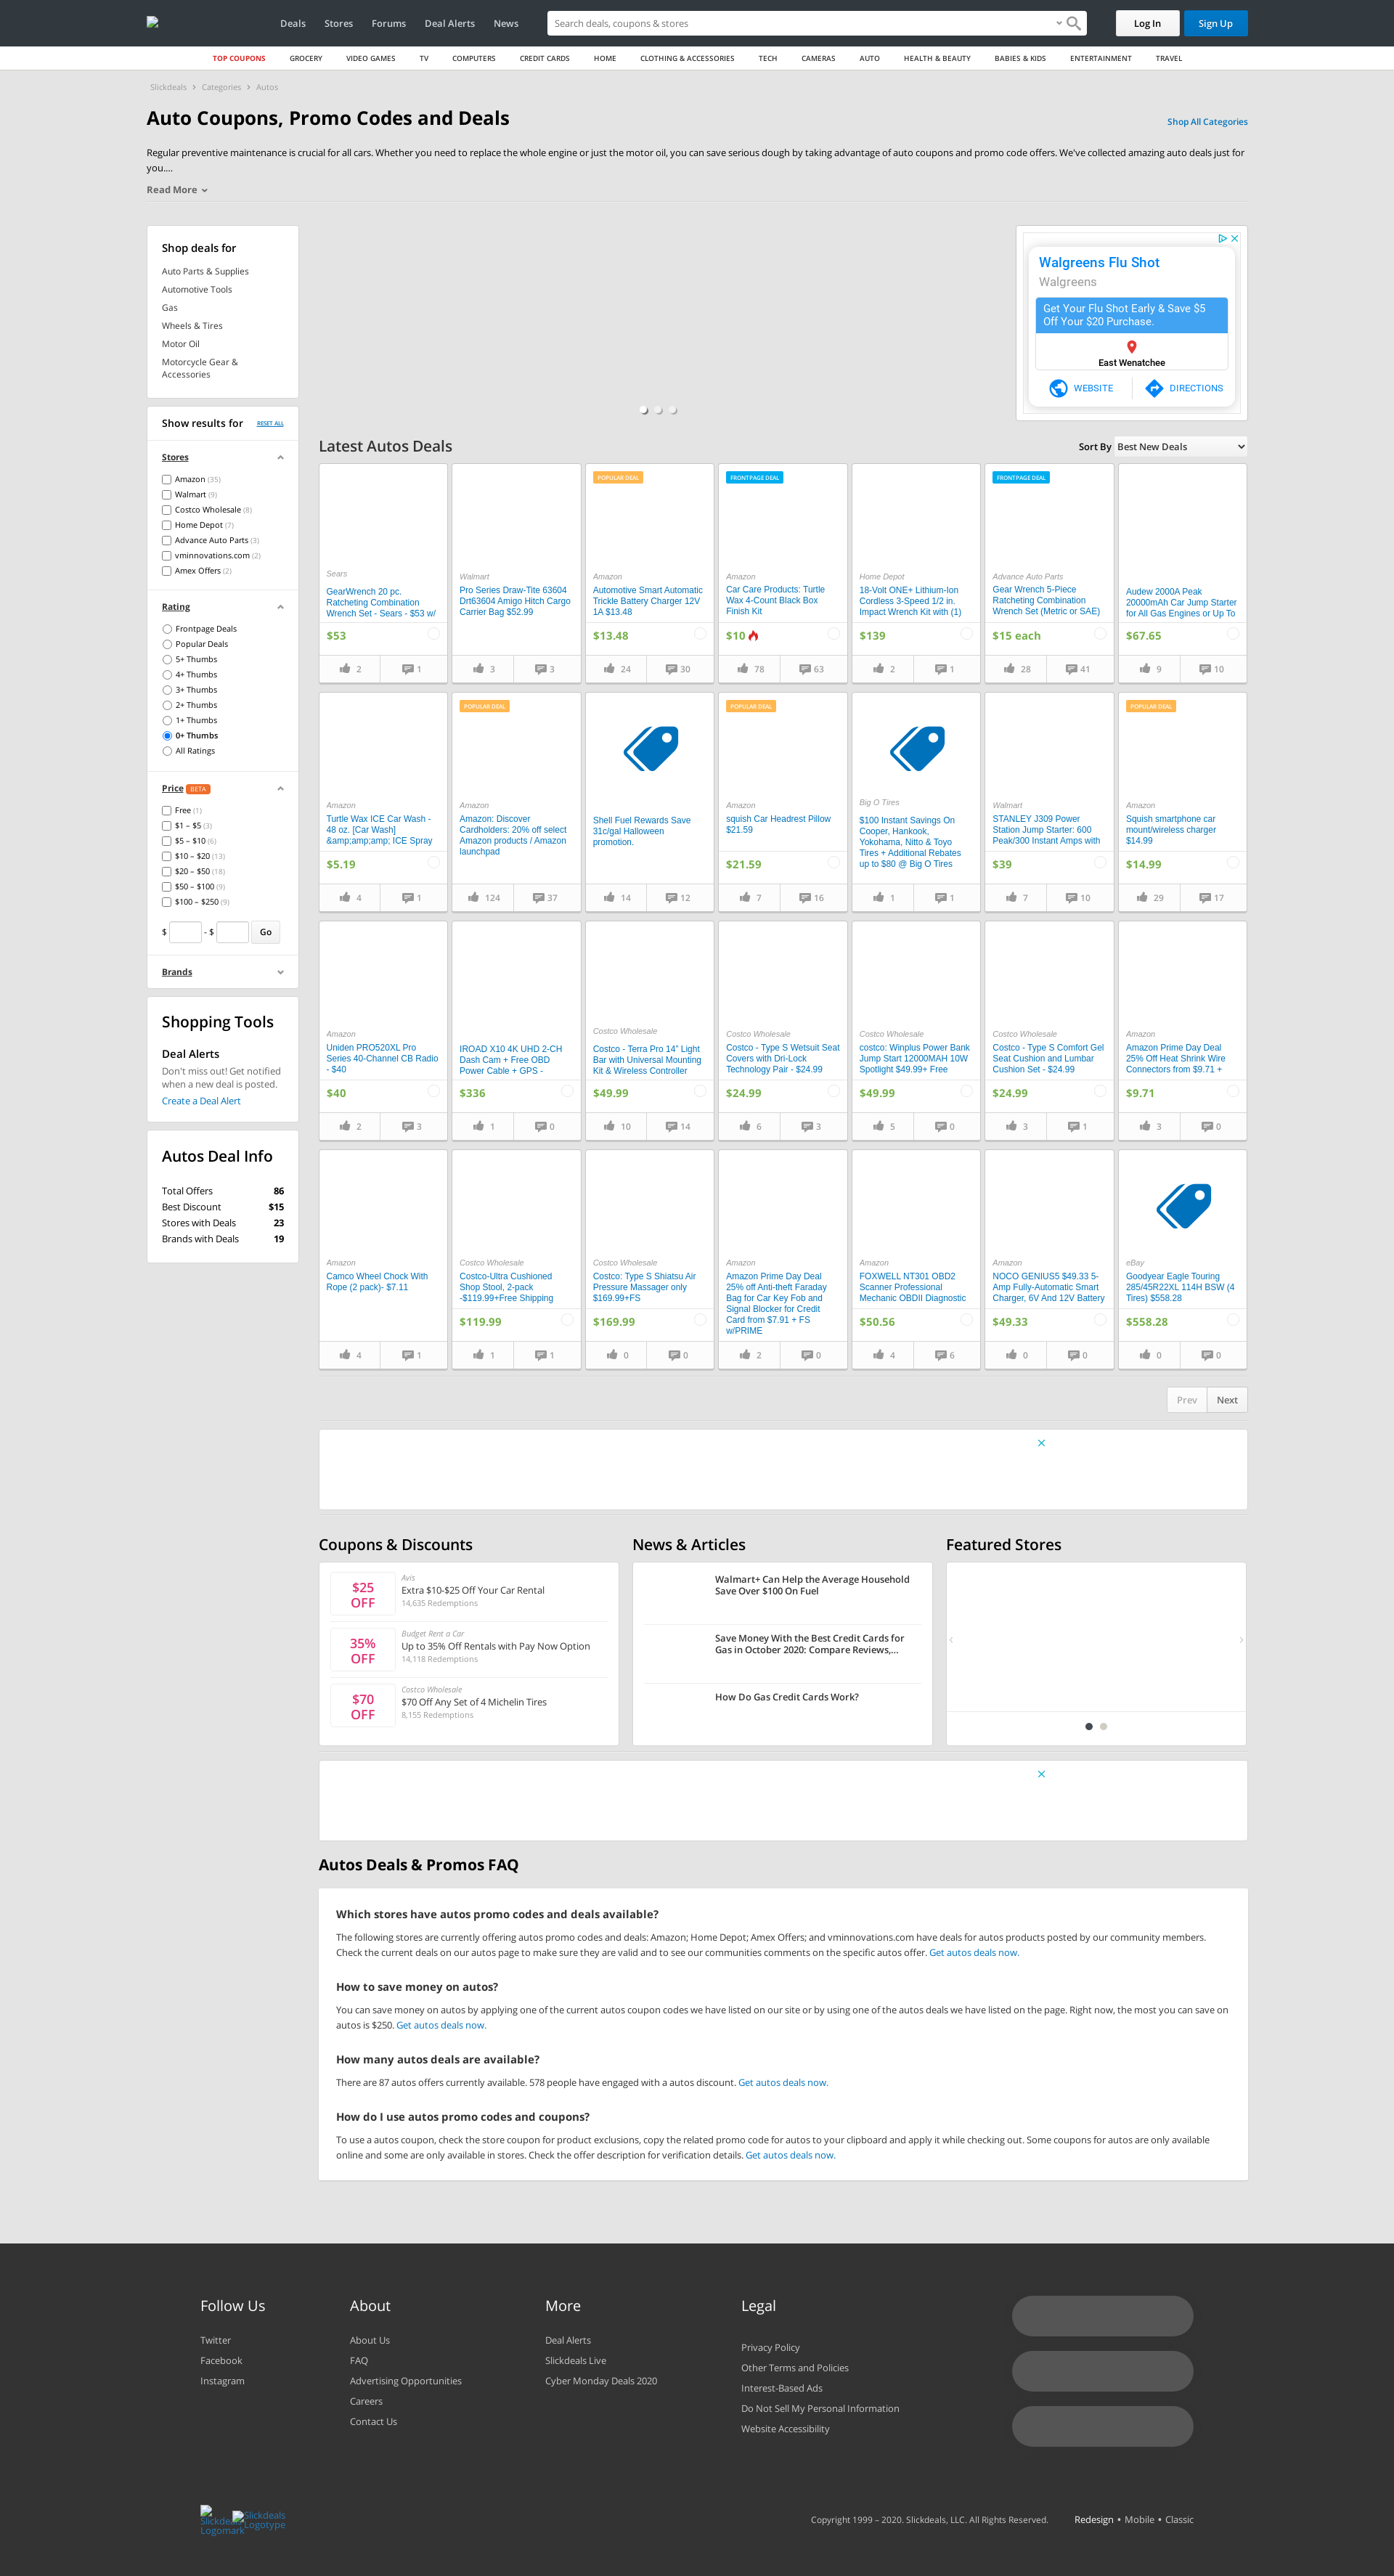 Deals Stores Forums Deal Alerts News Search deals, coupons & stores Log In Sign Up
TOP COUPONS GROCERY VIDEO GAMES TV COMPUTERS CREDIT CARDS HOME CLOTHING & ACCESSORIES TECH CAMERAS AUTO HEALTH & BEAUTY BABIES & KIDS ENTERTAINMENT TRAVEL
Slickdeals › Categories › Autos
Auto Coupons, Promo Codes and Deals
Shop All Categories
Regular preventive maintenance is crucial for all cars. Whether you need to replace the whole engine or just the motor oil, you can save serious dough by taking advantage of auto coupons and promo code offers. We've collected amazing auto deals just for
you....
Read More
Shop deals for
Auto Parts & Supplies
Automotive Tools
Gas
Wheels & Tires
Motor Oil
Motorcycle Gear &
Accessories
Show results for RESET ALL
Stores
Amazon (35)
Walmart (9)
Costco Wholesale (8)
Home Depot (7)
Advance Auto Parts (3)
vminnovations.com (2)
Amex Offers (2)
Rating
Frontpage Deals
Popular Deals
5+ Thumbs
4+ Thumbs
3+ Thumbs
2+ Thumbs
1+ Thumbs
0+ Thumbs
All Ratings
Price BETA
Free (1)
$1 – $5 (3)
$5 – $10 (6)
$10 – $20 (13)
$20 – $50 (18)
$50 – $100 (9)
$100 – $250 (9)
$ - $ Go
Brands
Shopping Tools
Deal Alerts
Don't miss out! Get notified
when a new deal is posted.
Create a Deal Alert
Autos Deal Info
Total Offers 86
Best Discount $15
Stores with Deals 23
Brands with Deals 19
Walgreens Flu Shot
Walgreens
Get Your Flu Shot Early & Save $5
Off Your $20 Purchase.
East Wenatchee
WEBSITE DIRECTIONS
Latest Autos Deals
Sort By Best New Deals
Sears
GearWrench 20 pc.
Ratcheting Combination
Wrench Set - Sears - $53 w/
$53
2 1
Walmart
Pro Series Draw-Tite 63604
Drt63604 Amigo Hitch Cargo
Carrier Bag $52.99
3 3
POPULAR DEAL
Amazon
Automotive Smart Automatic
Trickle Battery Charger 12V
1A $13.48
$13.48
24 30
FRONTPAGE DEAL
Amazon
Car Care Products: Turtle
Wax 4-Count Black Box
Finish Kit
$10
78 63
Home Depot
18-Volt ONE+ Lithium-Ion
Cordless 3-Speed 1/2 in.
Impact Wrench Kit with (1)
$139
2 1
FRONTPAGE DEAL
Advance Auto Parts
Gear Wrench 5-Piece
Ratcheting Combination
Wrench Set (Metric or SAE)
$15 each
28 41
Audew 2000A Peak
20000mAh Car Jump Starter
for All Gas Engines or Up To
$67.65
9 10
Amazon
Turtle Wax ICE Car Wash -
48 oz. [Car Wash]
&amp;amp;amp; ICE Spray
$5.19
4 1
POPULAR DEAL
Amazon
Amazon: Discover
Cardholders: 20% off select
Amazon products / Amazon
launchpad
124 37
Shell Fuel Rewards Save
31c/gal Halloween
promotion.
14 12
POPULAR DEAL
Amazon
squish Car Headrest Pillow
$21.59
$21.59
7 16
Big O Tires
$100 Instant Savings On
Cooper, Hankook,
Yokohama, Nitto & Toyo
Tires + Additional Rebates
up to $80 @ Big O Tires
1 1
Walmart
STANLEY J309 Power
Station Jump Starter: 600
Peak/300 Instant Amps with
$39
7 10
POPULAR DEAL
Amazon
Squish smartphone car
mount/wireless charger
$14.99
$14.99
29 17
Amazon
Uniden PRO520XL Pro
Series 40-Channel CB Radio
- $40
$40
2 3
IROAD X10 4K UHD 2-CH
Dash Cam + Free OBD
Power Cable + GPS -
$336
1 0
Costco Wholesale
Costco - Terra Pro 14" Light
Bar with Universal Mounting
Kit & Wireless Controller
$49.99
10 14
Costco Wholesale
Costco - Type S Wetsuit Seat
Covers with Dri-Lock
Technology Pair - $24.99
$24.99
6 3
Costco Wholesale
costco: Winplus Power Bank
Jump Start 12000MAH 10W
Spotlight $49.99+ Free
$49.99
5 0
Costco Wholesale
Costco - Type S Comfort Gel
Seat Cushion and Lumbar
Cushion Set - $24.99
$24.99
3 1
Amazon
Amazon Prime Day Deal
25% Off Heat Shrink Wire
Connectors from $9.71 +
$9.71
3 0
Amazon
Camco Wheel Chock With
Rope (2 pack)- $7.11
4 1
Costco Wholesale
Costco-Ultra Cushioned
Shop Stool, 2-pack
-$119.99+Free Shipping
$119.99
1 1
Costco Wholesale
Costco: Type S Shiatsu Air
Pressure Massager only
$169.99+FS
$169.99
0 0
Amazon
Amazon Prime Day Deal
25% off Anti-theft Faraday
Bag for Car Key Fob and
Signal Blocker for Credit
Card from $7.91 + FS
w/PRIME
2 0
Amazon
FOXWELL NT301 OBD2
Scanner Professional
Mechanic OBDII Diagnostic
$50.56
4 6
Amazon
NOCO GENIUS5 $49.33 5-
Amp Fully-Automatic Smart
Charger, 6V And 12V Battery
$49.33
0 0
eBay
Goodyear Eagle Touring
285/45R22XL 114H BSW (4
Tires) $558.28
$558.28
0 0
Prev Next
Coupons & Discounts
$25
OFF
Avis
Extra $10-$25 Off Your Car Rental
14,635 Redemptions
35%
OFF
Budget Rent a Car
Up to 35% Off Rentals with Pay Now Option
14,118 Redemptions
$70
OFF
Costco Wholesale
$70 Off Any Set of 4 Michelin Tires
8,155 Redemptions
News & Articles
Walmart+ Can Help the Average Household
Save Over $100 On Fuel
Save Money With the Best Credit Cards for
Gas in October 2020: Compare Reviews,...
How Do Gas Credit Cards Work?
Featured Stores
Autos Deals & Promos FAQ
Which stores have autos promo codes and deals available?
The following stores are currently offering autos promo codes and deals: Amazon; Home Depot; Amex Offers; and vminnovations.com have deals for autos products posted by our community members.
Check the current deals on our autos page to make sure they are valid and to see our communities comments on the specific autos offer. Get autos deals now.
How to save money on autos?
You can save money on autos by applying one of the current autos coupon codes we have listed on our site or by using one of the autos deals we have listed on the page. Right now, the most you can save on
autos is $250. Get autos deals now.
How many autos deals are available?
There are 87 autos offers currently available. 578 people have engaged with a autos discount. Get autos deals now.
How do I use autos promo codes and coupons?
To use a autos coupon, check the store coupon for product exclusions, copy the related promo code for autos to your clipboard and apply it while checking out. Some coupons for autos are only available
online and some are only available in stores. Check the offer description for verification details. Get autos deals now.
Follow Us
Twitter
Facebook
Instagram
About
About Us
FAQ
Advertising Opportunities
Careers
Contact Us
More
Deal Alerts
Slickdeals Live
Cyber Monday Deals 2020
Legal
Privacy Policy
Other Terms and Policies
Interest-Based Ads
Do Not Sell My Personal Information
Website Accessibility
Slickdeals
Logomark
Slickdeals
Logotype
Copyright 1999 – 2020. Slickdeals, LLC. All Rights Reserved. Redesign • Mobile • Classic